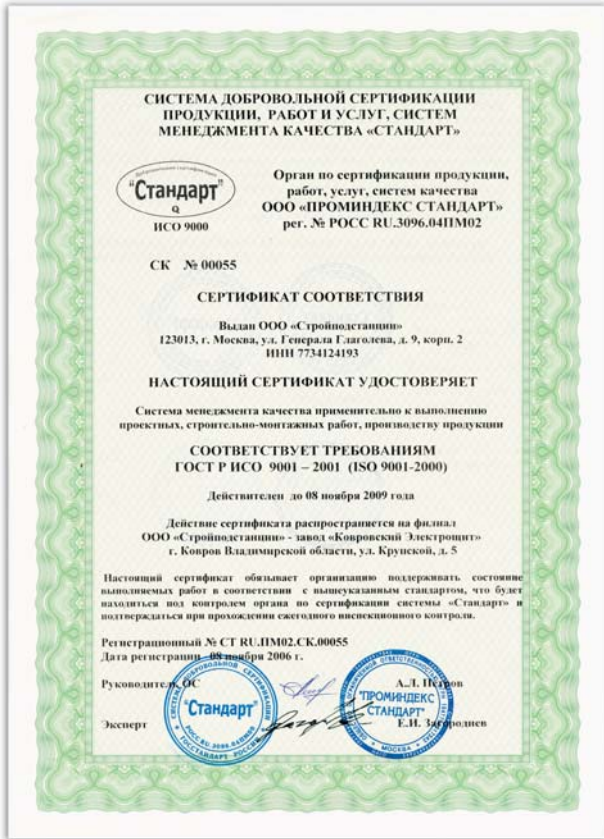 СИСТЕМА ДОБРОВОЛЬНОЙ СЕРТИФИКАЦИИ
ПРОДУКЦИИ, РАБОТ И УСЛУГ, СИСТЕМ
МЕНЕДЖМЕНТА КАЧЕСТВА «СТАНДАРТ»
Добровольная сертификация
"Стандарт"
ИСО 9000
Орган по сертификации продукции,
работ, услуг, систем качества
ООО «ПРОМИНДЕКС СТАНДАРТ»
рег. № РОСС RU.3096.04ПМ02
СК № 00055
СЕРТИФИКАТ СООТВЕТСТВИЯ
Выдан ООО «Стройподстанции»
123013, г. Москва, ул. Генерала Глаголева, д. 9, корп. 2
ИНН 7734124193
НАСТОЯЩИЙ СЕРТИФИКАТ УДОСТОВЕРЯЕТ
Система менеджмента качества применительно к выполнению
проектных, строительно-монтажных работ, производству продукции
СООТВЕТСТВУЕТ ТРЕБОВАНИЯМ
ГОСТ Р ИСО 9001 – 2001 (ISO 9001-2000)
Действителен до 08 ноября 2009 года
Действие сертификата распространяется на филиал
ООО «Стройподстанции» - завод «Ковровский Электрощит»
г. Ковров Владимирской области, ул. Крупской, д. 5
Настоящий сертификат обязывает организацию поддерживать состояние
выполняемых работ в соответствии с вышеуказанным стандартом, что будет
находиться под контролем органа по сертификации системы «Стандарт» и
подтверждаться при прохождении ежегодного инспекционного контроля.
Регистрационный № СТ RU.ПМ02.СК.00055
Дата регистрации 08 ноября 2006 г.
Руководитель ОС
А.Л. Петров
Эксперт
Е.И. Загороднев
"Стандарт"
"ПРОМИНДЕКС
СТАНДАРТ"
МОСКВА